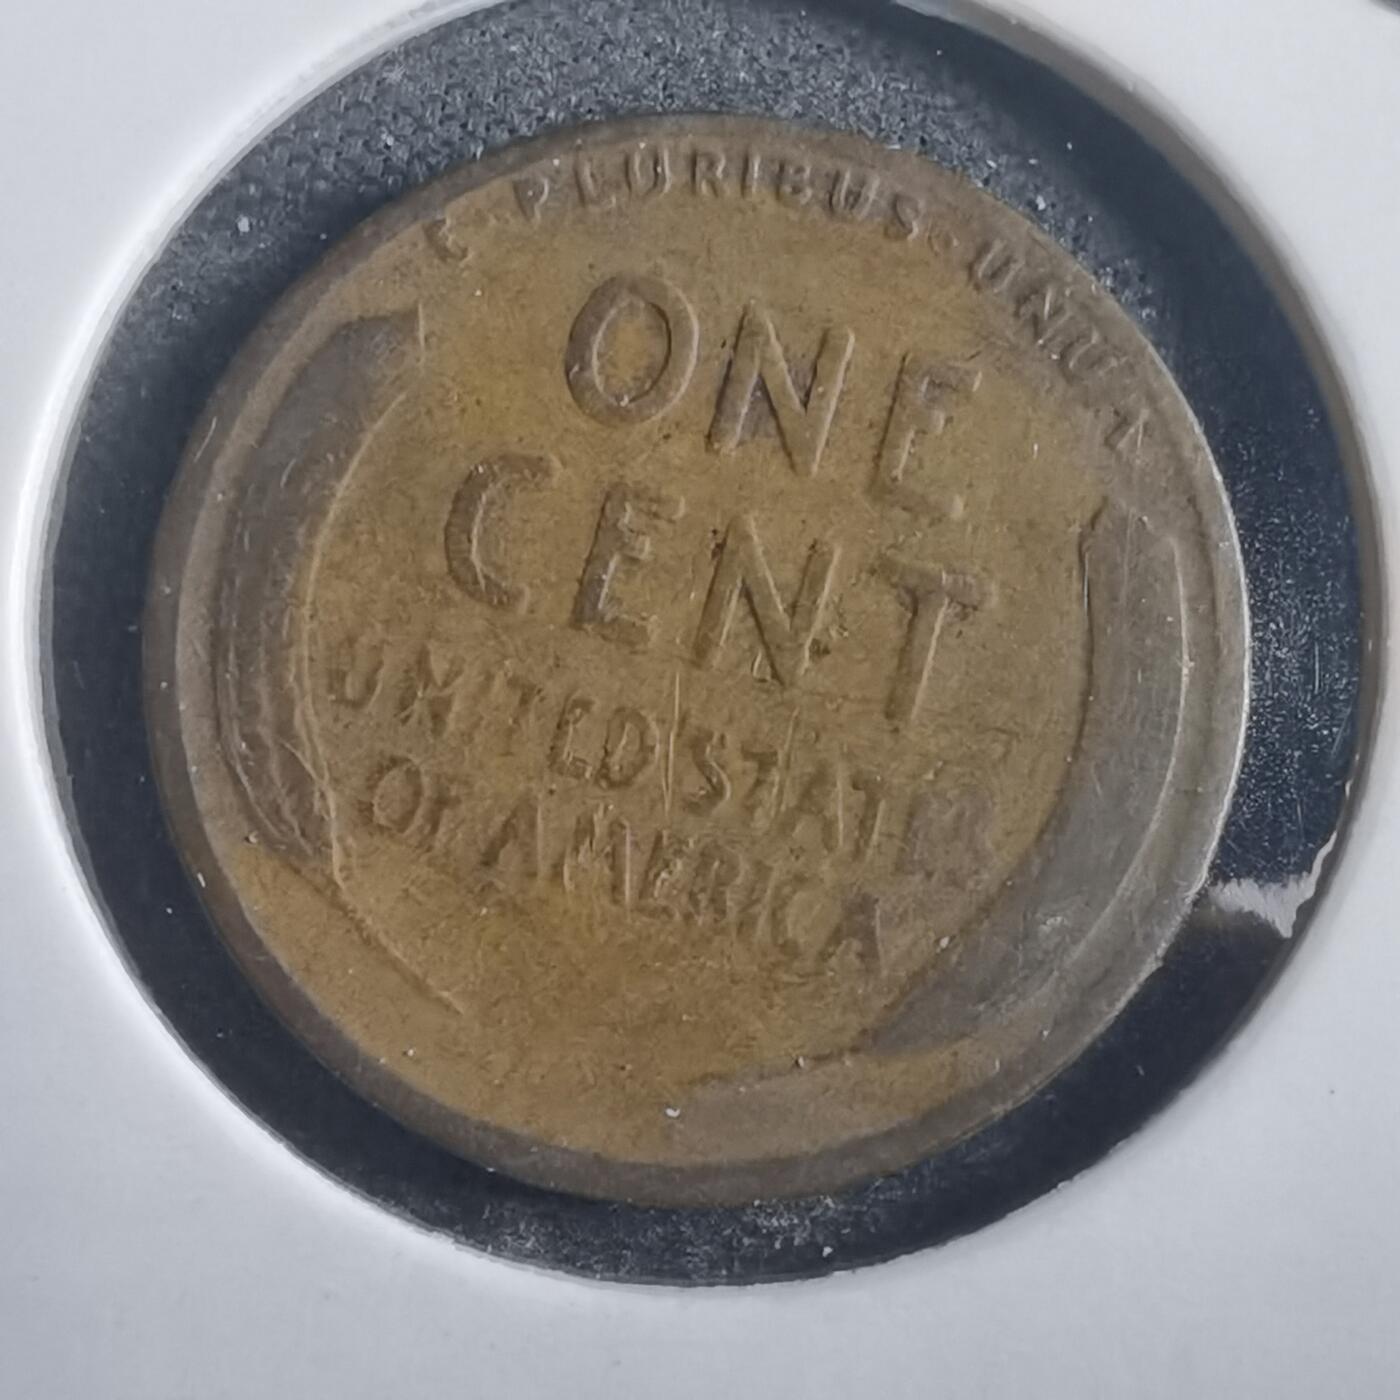 E · PLURIBUS · UNUM
ONE
CENT
UNITED STATES
OF AMERICA